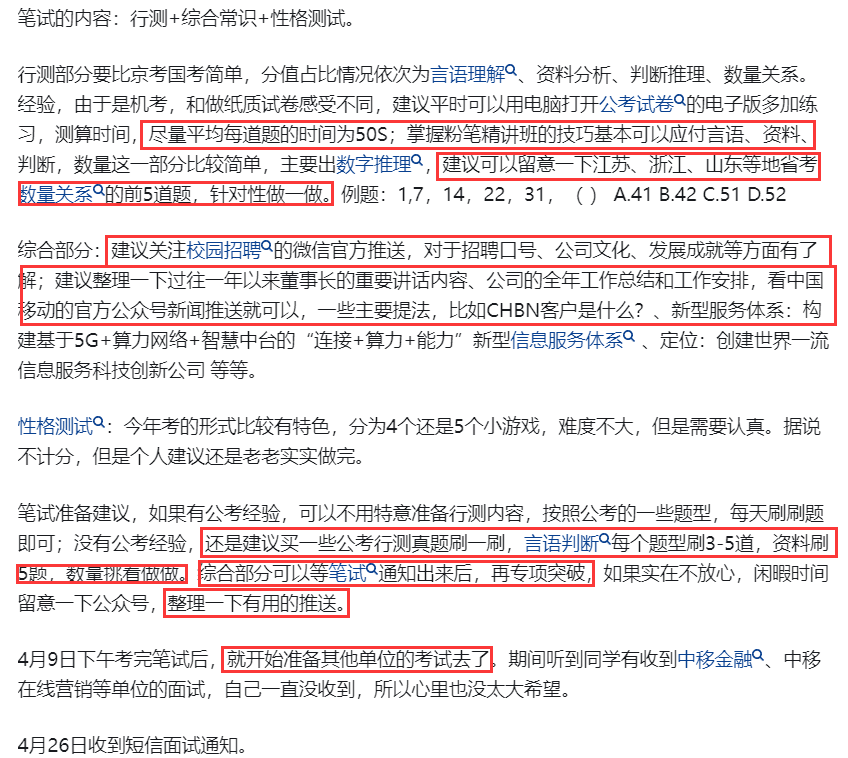 笔试的内容：行测+综合常识+性格测试。
行测部分要比京考国考简单，分值占比情况依次为言语理解、资料分析、判断推理、数量关系。
经验，由于是机考，和做纸质试卷感受不同，建议平时可以用电脑打开公考试卷的电子版多加练
习，测算时间，尽量平均每道题的时间为50S；掌握粉笔精讲班的技巧基本可以应付言语、资料、
判断，数量这一部分比较简单，主要出数字推理，建议可以留意一下江苏、浙江、山东等地省考
数量关系的前5道题，针对性做一做。例题：1,7，14，22，31，（ ） A.41 B.42 C.51 D.52
综合部分：建议关注校园招聘的微信官方推送，对于招聘口号、公司文化、发展成就等方面有了
解；建议整理一下过往一年以来董事长的重要讲话内容、公司的全年工作总结和工作安排，看中国
移动的官方公众号新闻推送就可以，一些主要提法，比如CHBN客户是什么？、新型服务体系：构
建基于5G+算力网络+智慧中台的“连接+算力+能力”新型信息服务体系 、定位：创建世界一流
信息服务科技创新公司 等等。
性格测试：今年考的形式比较有特色，分为4个还是5个小游戏，难度不大，但是需要认真。据说
不计分，但是个人建议还是老老实实做完。
笔试准备建议，如果有公考经验，可以不用特意准备行测内容，按照公考的一些题型，每天刷刷题
即可；没有公考经验，还是建议买一些公考行测真题刷一刷，言语判断每个题型刷3-5道，资料刷
5题，数量挑着做做。综合部分可以等笔试通知出来后，再专项突破，如果实在不放心，闲暇时间
留意一下公众号，整理一下有用的推送。
4月9日下午考完笔试后，就开始准备其他单位的考试去了。期间听到同学有收到中移金融、中移
在线营销等单位的面试，自己一直没收到，所以心里也没太大希望。
4月26日收到短信面试通知。